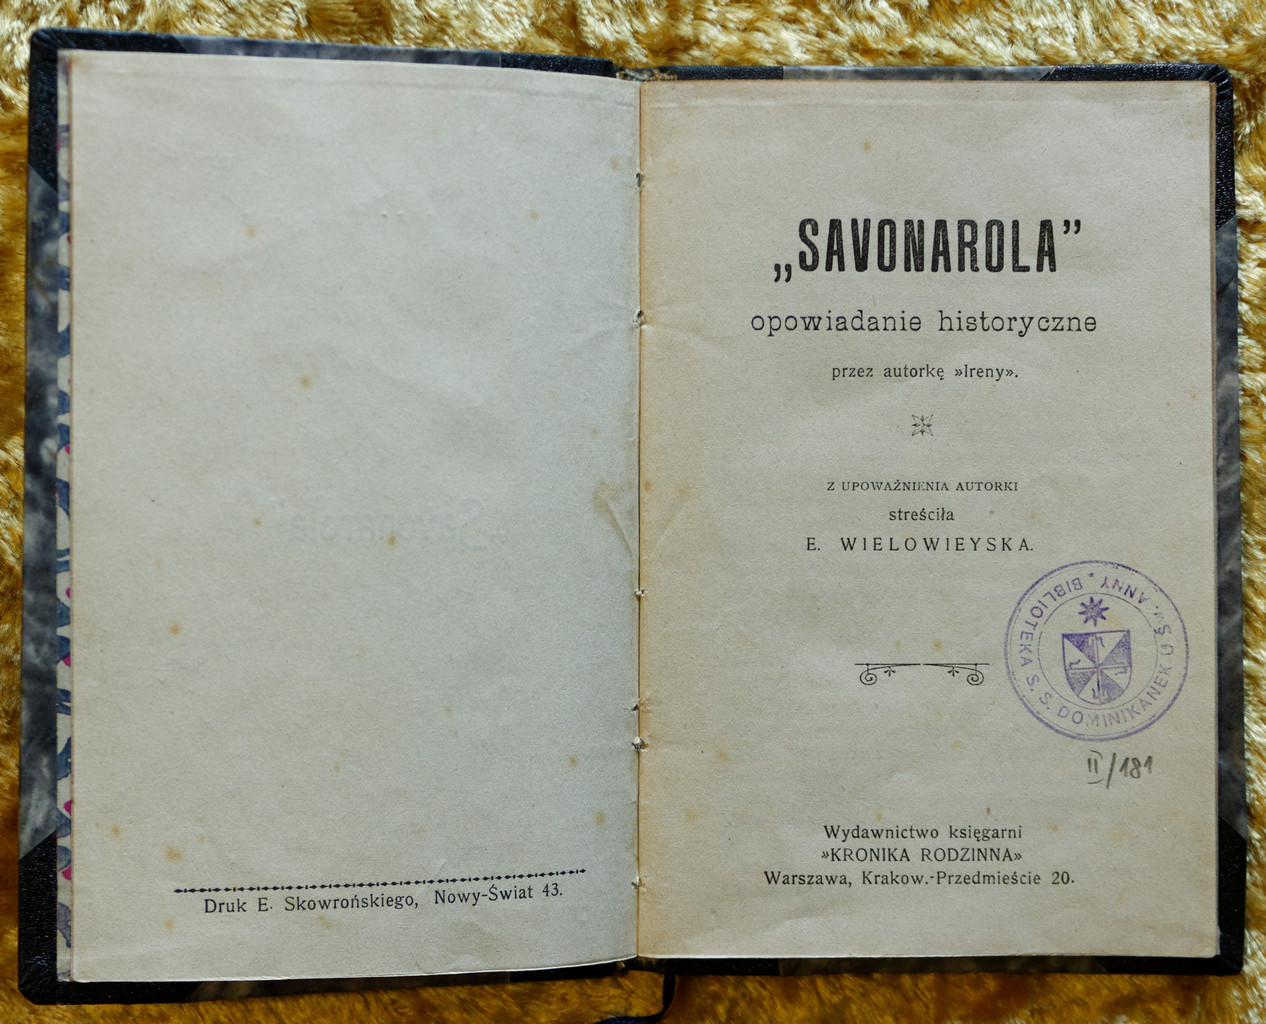 Druk E. Skowrońskiego, Nowy-Świat 43.
„SAVONAROLA”
opowiadanie historyczne
przez autorkę »Ireny».
Z UPOWAŻNIENIA AUTORKI
streściła
E. WIELOWIEYSKA.
BIBLIOTEKA S. S. DOMINIKANEK U ŚW. ANNY
II/181
Wydawnictwo księgarni
»KRONIKA RODZINNA»
Warszawa, Krakow.-Przedmieście 20.